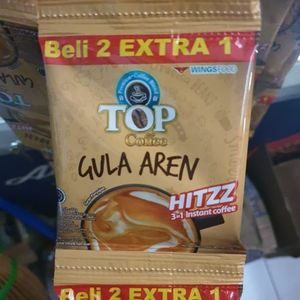 Beli 2 EXTRA 1
WINGSFOOD
TOP
Coffee
GULA AREN
HITZZ
3in1 Instant coffee
Beli 2 EXTRA 1